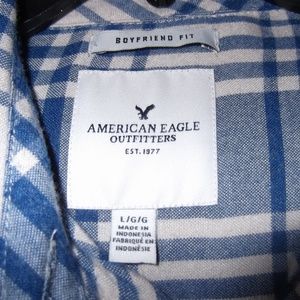 BOYFRIEND FIT
AMERICAN EAGLE
OUTFITTERS
EST. 1977
L/G/G
MADE IN
INDONESIA
FABRIQUÉ EN
INDONÉSIE